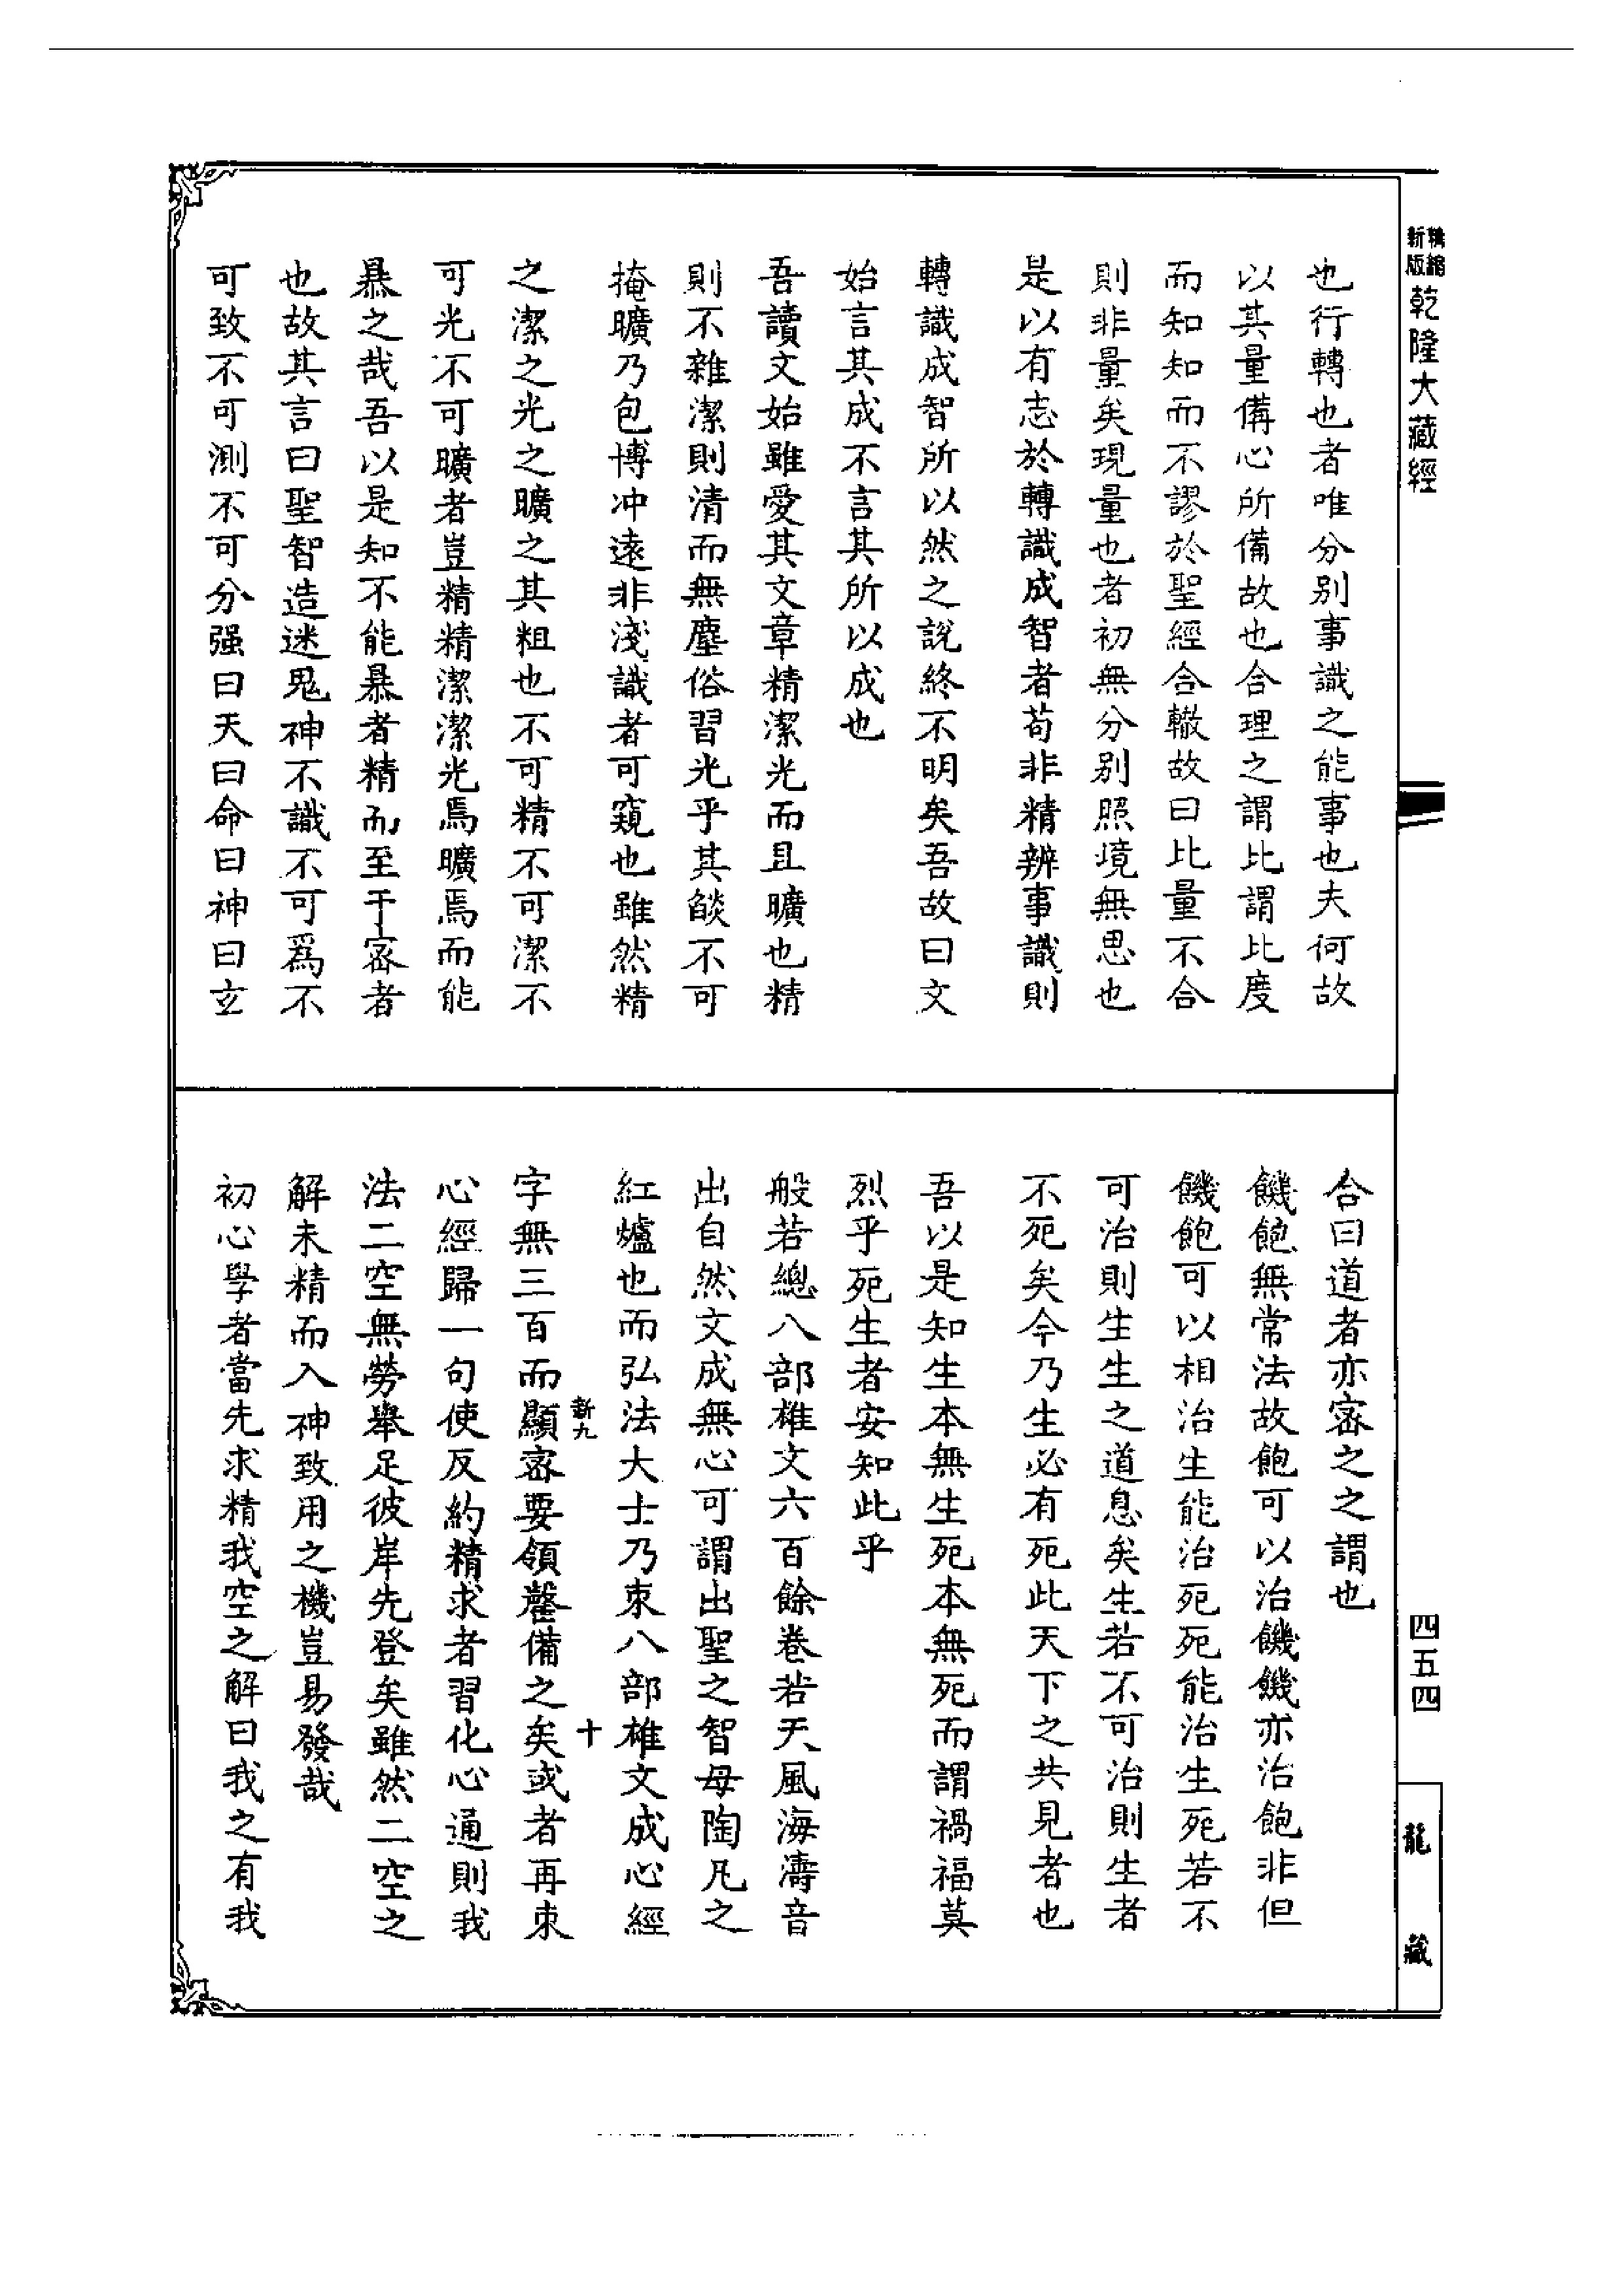 新版精縮
乾隆大藏經
也行轉也者唯分别事識之能事也夫何故
以其量備心所備故也合理之謂比謂比度
而知知而不謬於聖經合轍故曰比量不合
則非量矣現量也者初無分别照境無思也
是以有志於轉識成智者苟非精辨事識則
轉識成智所以然之說終不明矣吾故曰文
始言其成不言其所以成也
吾讀文始雖愛其文章精潔光而且曠也精
則不雜潔則清而無塵俗習光乎其餤不可
掩曠乃包博冲遠非淺識者可窺也雖然精
之潔之光之曠之其粗也不可精不可潔不
可光不可曠者豈精精潔潔光焉曠焉而能
㬥之哉吾以是知不能㬥者精而至于宻者
也故其言曰聖智造迷鬼神不識不可爲不
可致不可測不可分强曰天曰命曰神曰玄
合曰道者亦宻之之謂也
饑飽無常法故飽可以治饑饑亦治飽非但
饑飽可以相治生能治死死能治生死若不
可治則生生之道息矣生若不可治則生者
不死矣今乃生必有死此天下之共見者也
吾以是知生本無生死本無死而謂禍福莫
烈乎死生者安知此乎
般若總八部雄文六百餘卷若天風海濤音
出自然文成無心可謂出聖之智母陶凡之
紅爐也而弘法大士乃束八部雄文成心經
新九
十
字無三百而顯宻要領罄備之矣或者再束
心經歸一句使反約精求者習化心通則我
法二空無勞舉足彼岸先登矣雖然二空之
解未精而入神致用之機豈易發哉
初心學者當先求精我空之解曰我之有我
四五四
龍藏